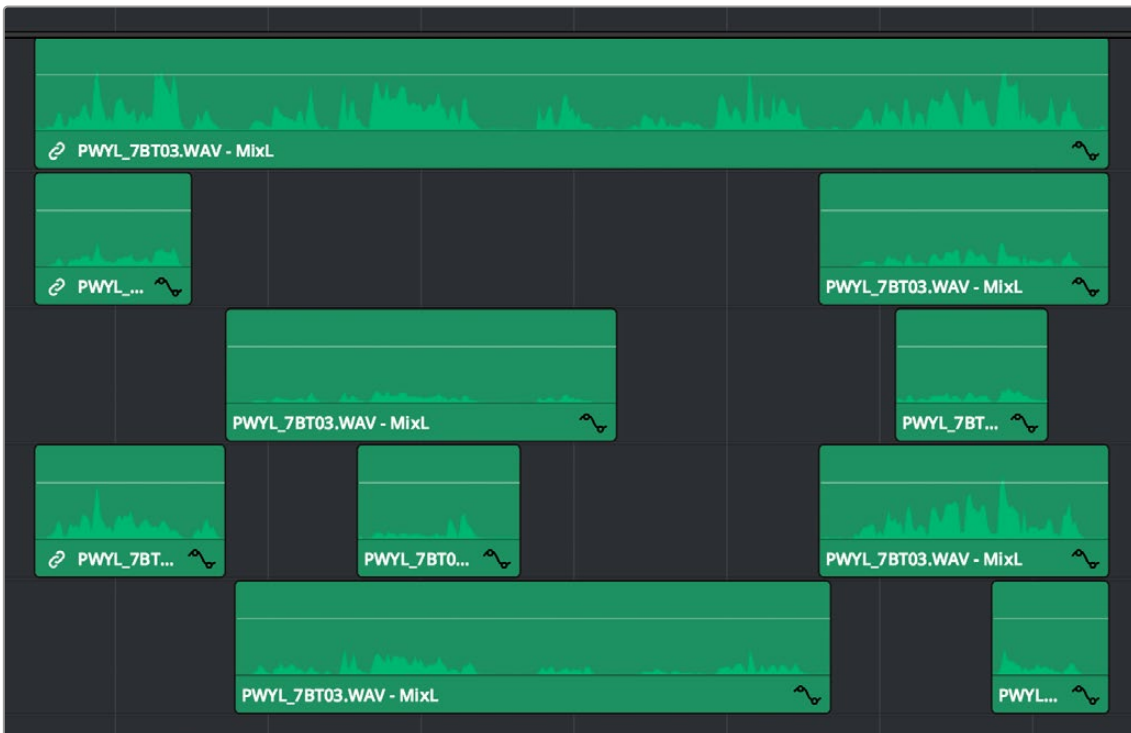 PWYL_7BT03.WAV - MixL
PWYL_... PWYL_7BT03.WAV - MixL
PWYL_7BT03.WAV - MixL PWYL_7BT...
PWYL_7BT... PWYL_7BT0... PWYL_7BT03.WAV - MixL
PWYL_7BT03.WAV - MixL PWYL...